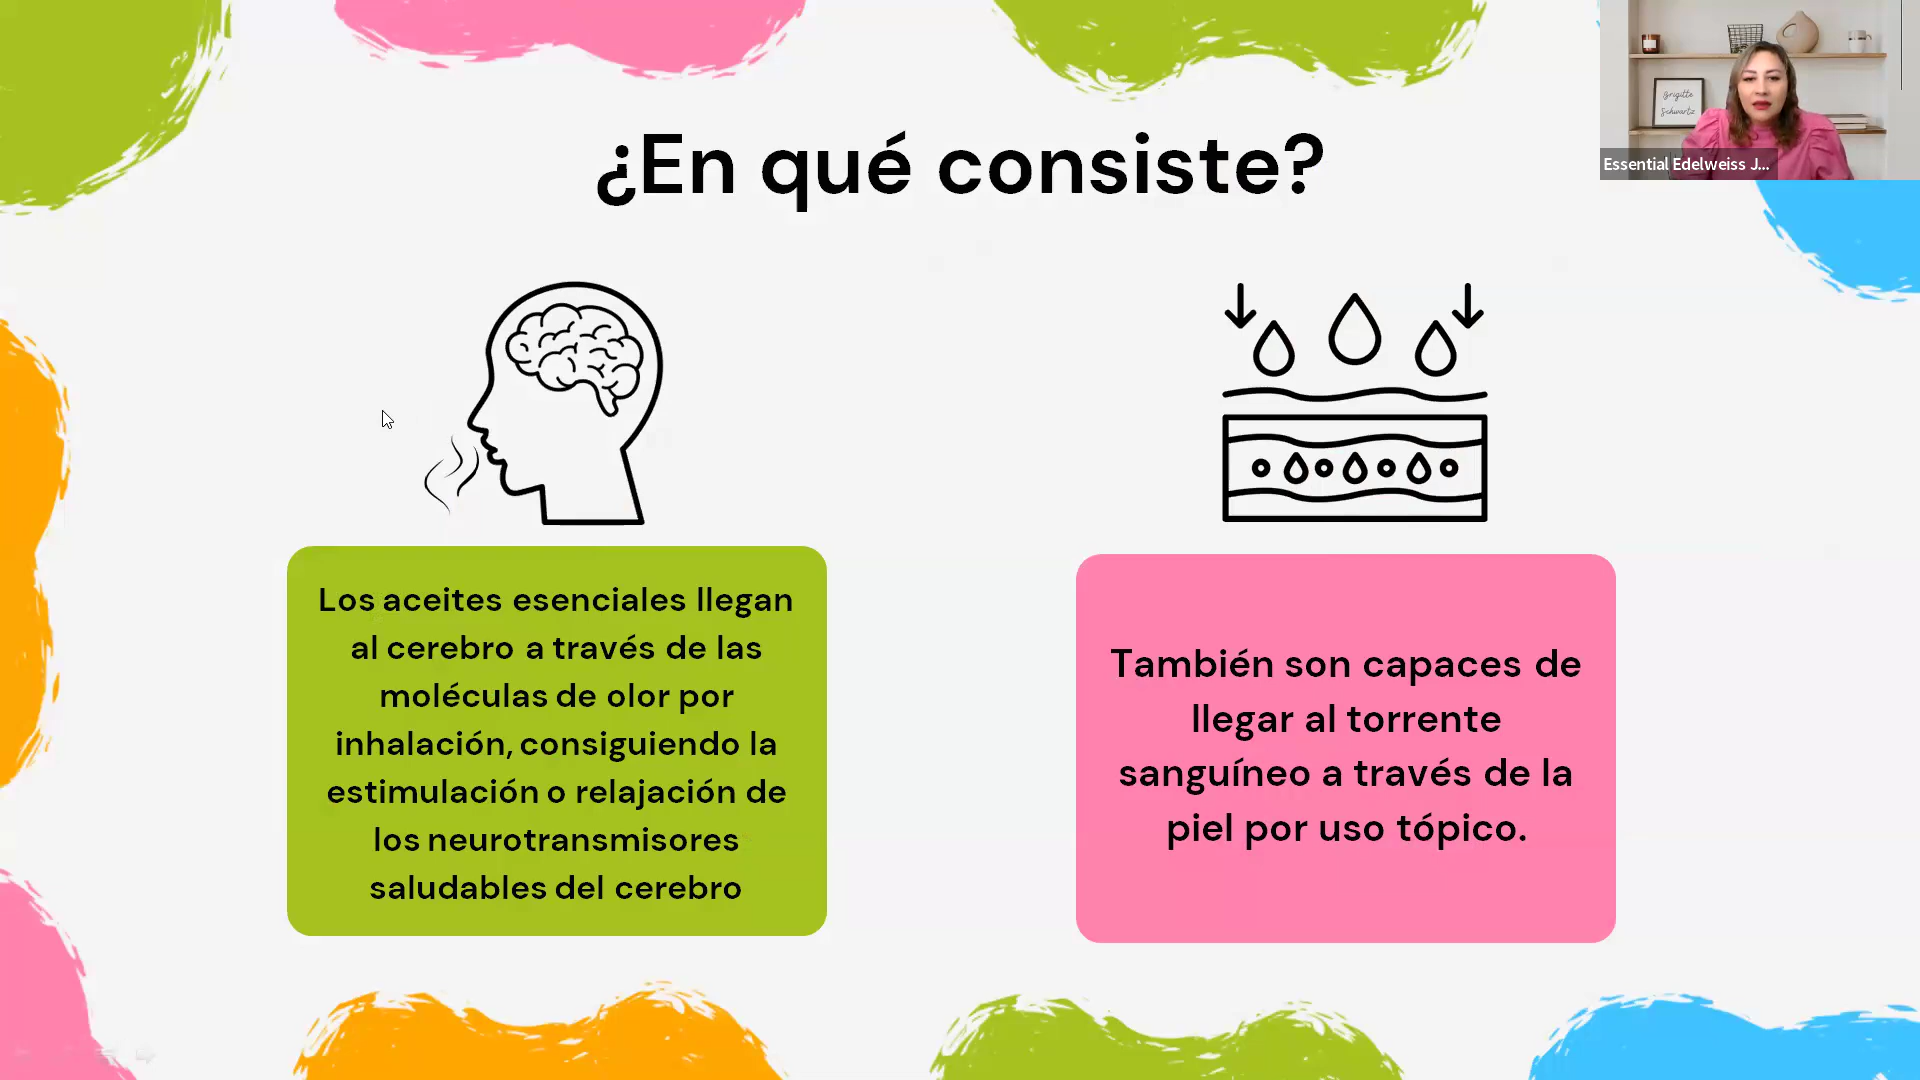 ¿En qué consiste?
Brigitte
Schwartz
Essential Edelweiss J...
Los aceites esenciales llegan
al cerebro a través de las
moléculas de olor por
inhalación, consiguiendo la
estimulación o relajación de
los neurotransmisores
saludables del cerebro
También son capaces de
llegar al torrente
sanguíneo a través de la
piel por uso tópico.